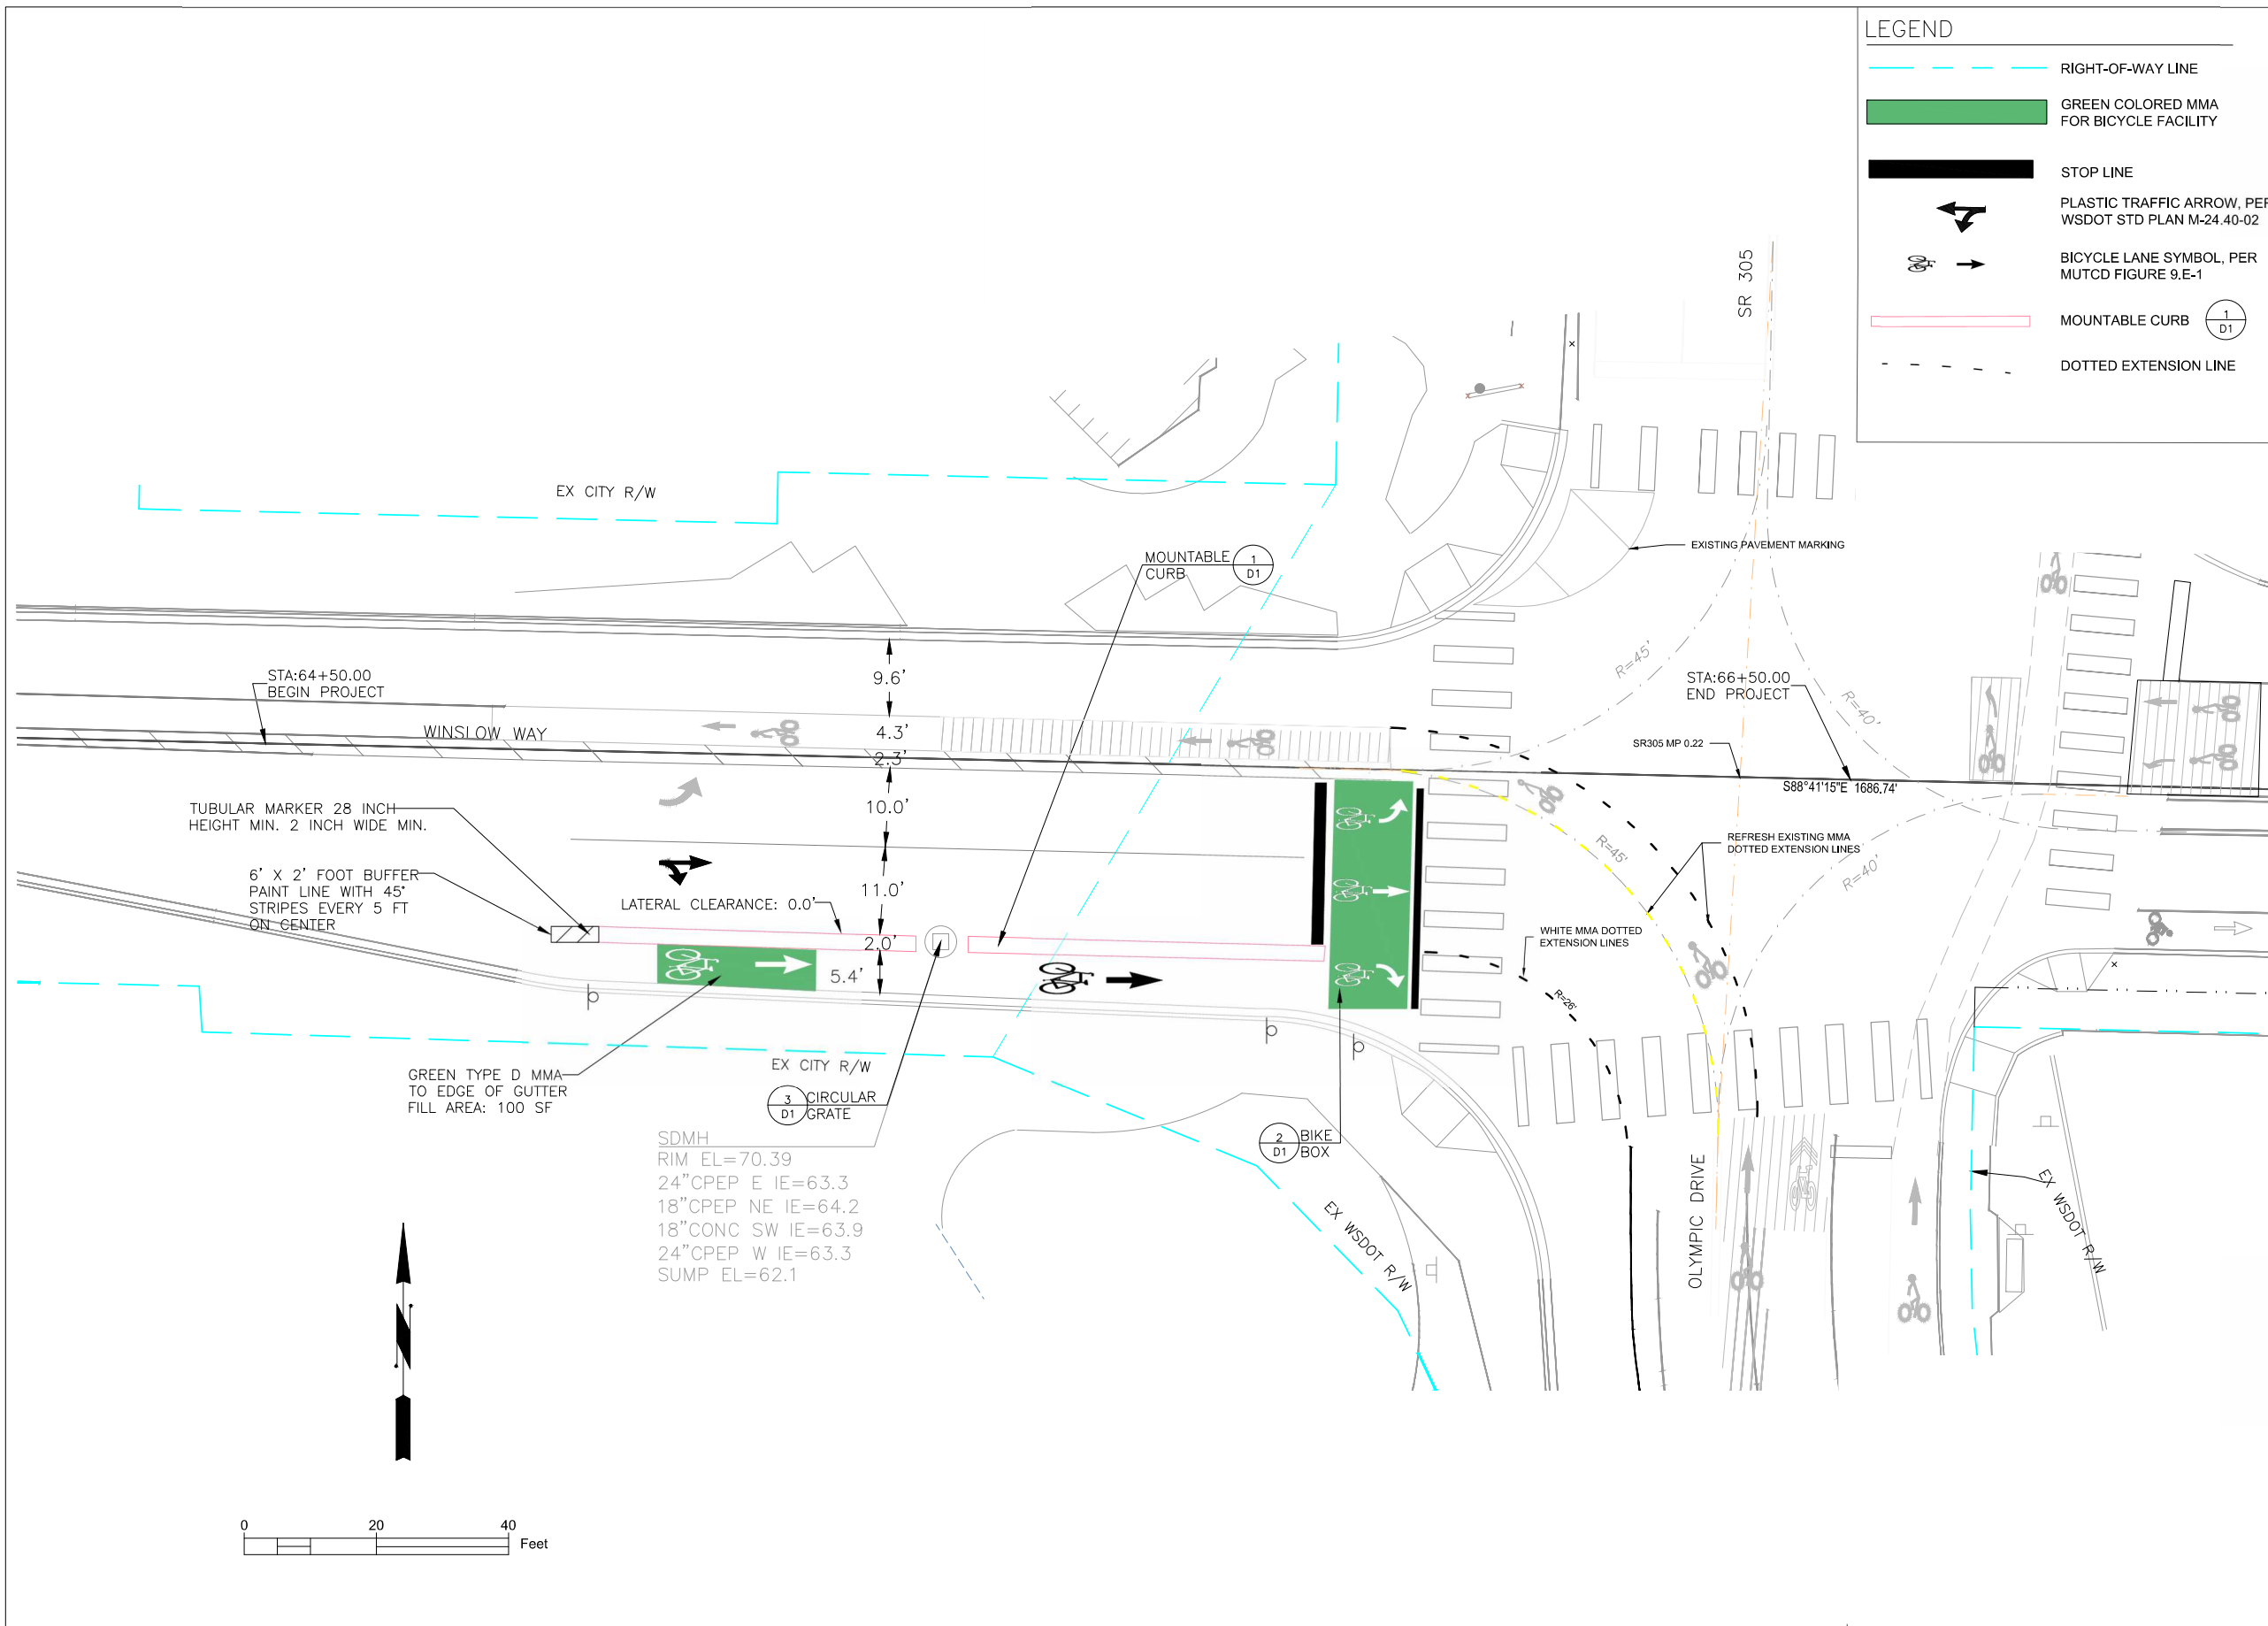 LEGEND
RIGHT-OF-WAY LINE
GREEN COLORED MMA
FOR BICYCLE FACILITY
STOP LINE
PLASTIC TRAFFIC ARROW, PER
WSDOT STD PLAN M-24.40-02
BICYCLE LANE SYMBOL, PER
MUTCD FIGURE 9.E-1
MOUNTABLE CURB
1
D1
DOTTED EXTENSION LINE
SR 305
EX CITY R/W
EXISTING PAVEMENT MARKING
MOUNTABLE
CURB
1
D1
STA:64+50.00
BEGIN PROJECT
WINSLOW WAY
9.6'
4.3'
2.3'
10.0'
11.0'
2.0'
5.4'
R=45'
STA:66+50.00
END PROJECT
R=40'
SR305 MP 0.22
S88°41'15"E 1686.74'
TUBULAR MARKER 28 INCH
HEIGHT MIN. 2 INCH WIDE MIN.
6' X 2' FOOT BUFFER
PAINT LINE WITH 45°
STRIPES EVERY 5 FT
ON CENTER
LATERAL CLEARANCE: 0.0'
REFRESH EXISTING MMA
DOTTED EXTENSION LINES
R=45'
R=40'
WHITE MMA DOTTED
EXTENSION LINES
R=26'
GREEN TYPE D MMA
TO EDGE OF GUTTER
FILL AREA: 100 SF
EX CITY R/W
3
D1
CIRCULAR
GRATE
SDMH
RIM EL=70.39
24"CPEP E IE=63.3
18"CPEP NE IE=64.2
18"CONC SW IE=63.9
24"CPEP W IE=63.3
SUMP EL=62.1
2
D1
BIKE
BOX
EX WSDOT R/W
OLYMPIC DRIVE
EX WSDOT R/W
0 20 40
Feet